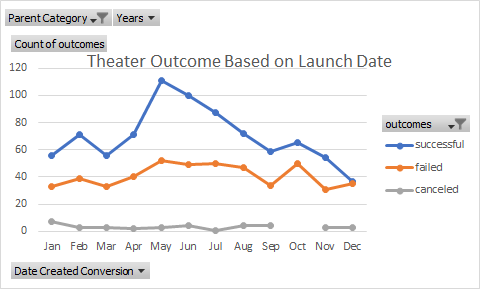 Parent Category Years
Count of outcomes
Theater Outcome Based on Launch Date
120
100
80
60
40
20
0
Jan Feb Mar Apr May Jun Jul Aug Sep Oct Nov Dec
outcomes
successful
failed
canceled
Date Created Conversion